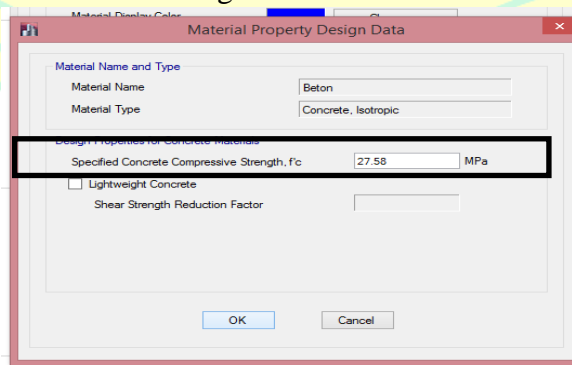 Material Display Color
Material Property Design Data
Material Name and Type
Material Name Beton
Material Type Concrete, Isotropic
Design Properties for Concrete Materials
Specified Concrete Compressive Strength, f'c 27.58 MPa
Lightweight Concrete
Shear Strength Reduction Factor
OK Cancel